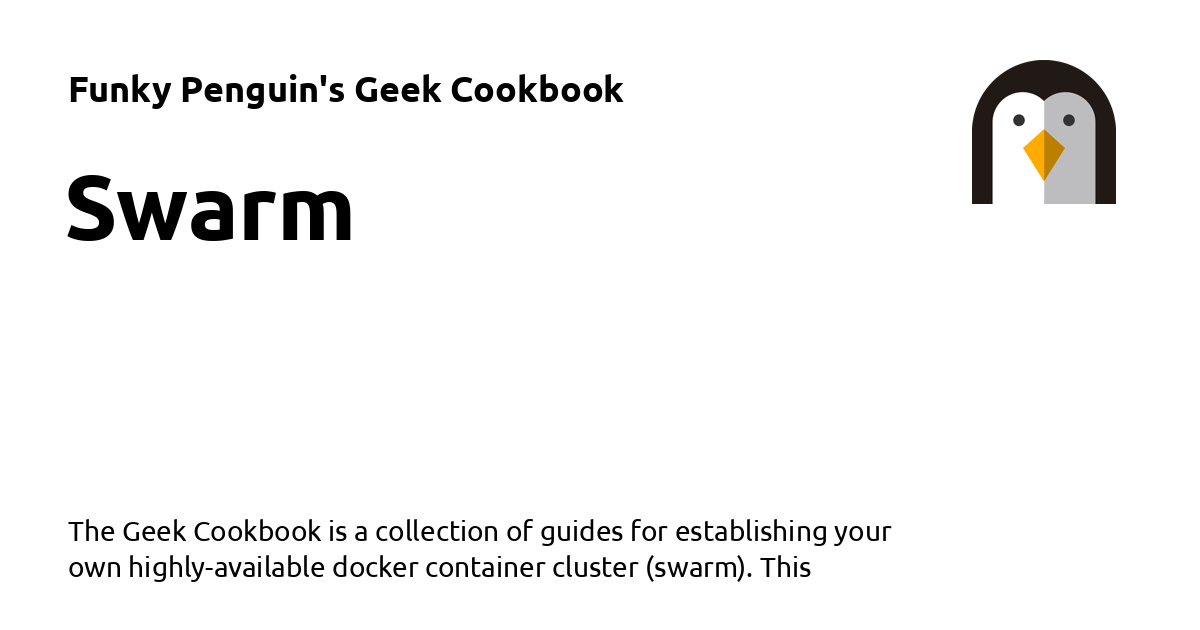 Funky Penguin's Geek Cookbook
Swarm
The Geek Cookbook is a collection of guides for establishing your
own highly-available docker container cluster (swarm). This